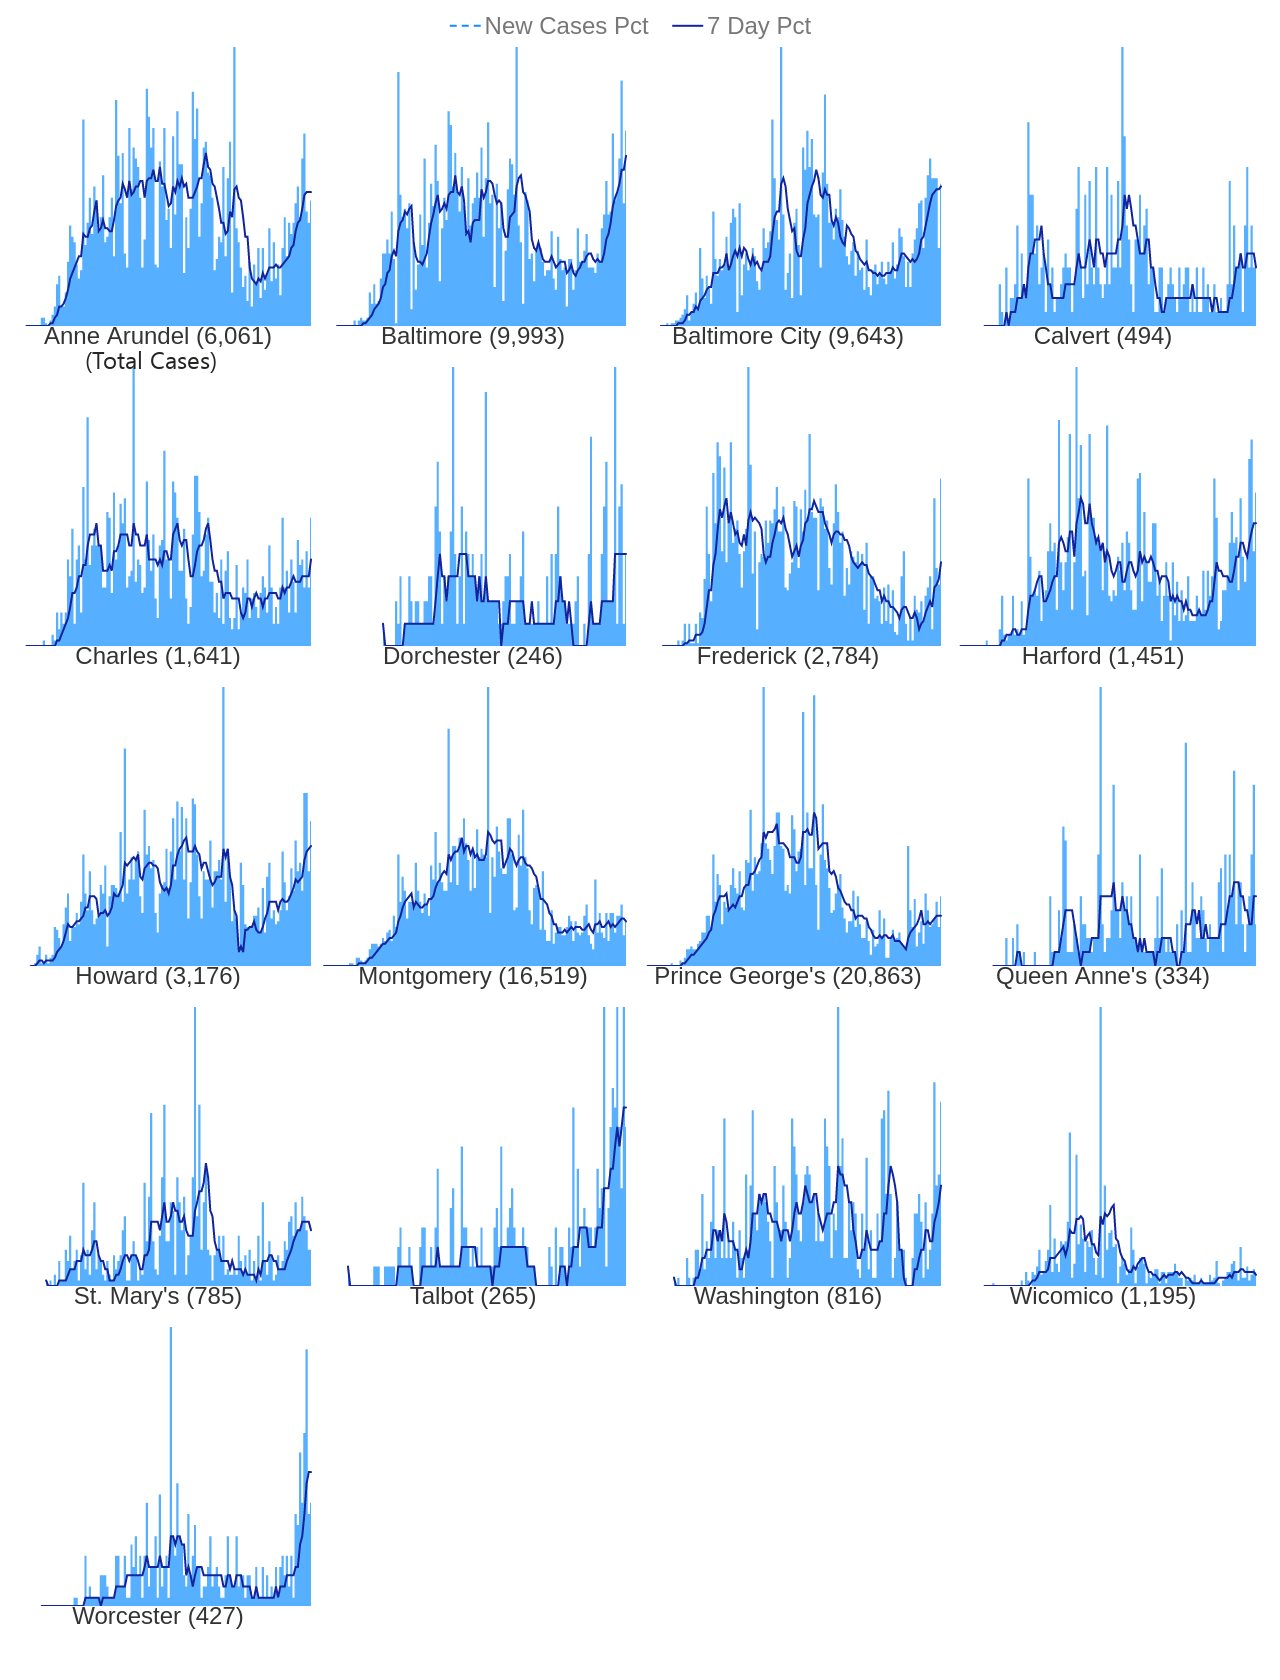 New Cases Pct 7 Day Pct
Anne Arundel (6,061) Baltimore (9,993) Baltimore City (9,643) Calvert (494)
(Total Cases)
Charles (1,641) Dorchester (246) Frederick (2,784) Harford (1,451)
Howard (3,176) Montgomery (16,519) Prince George's (20,863) Queen Anne's (334)
St. Mary's (785) Talbot (265) Washington (816) Wicomico (1,195)
Worcester (427)